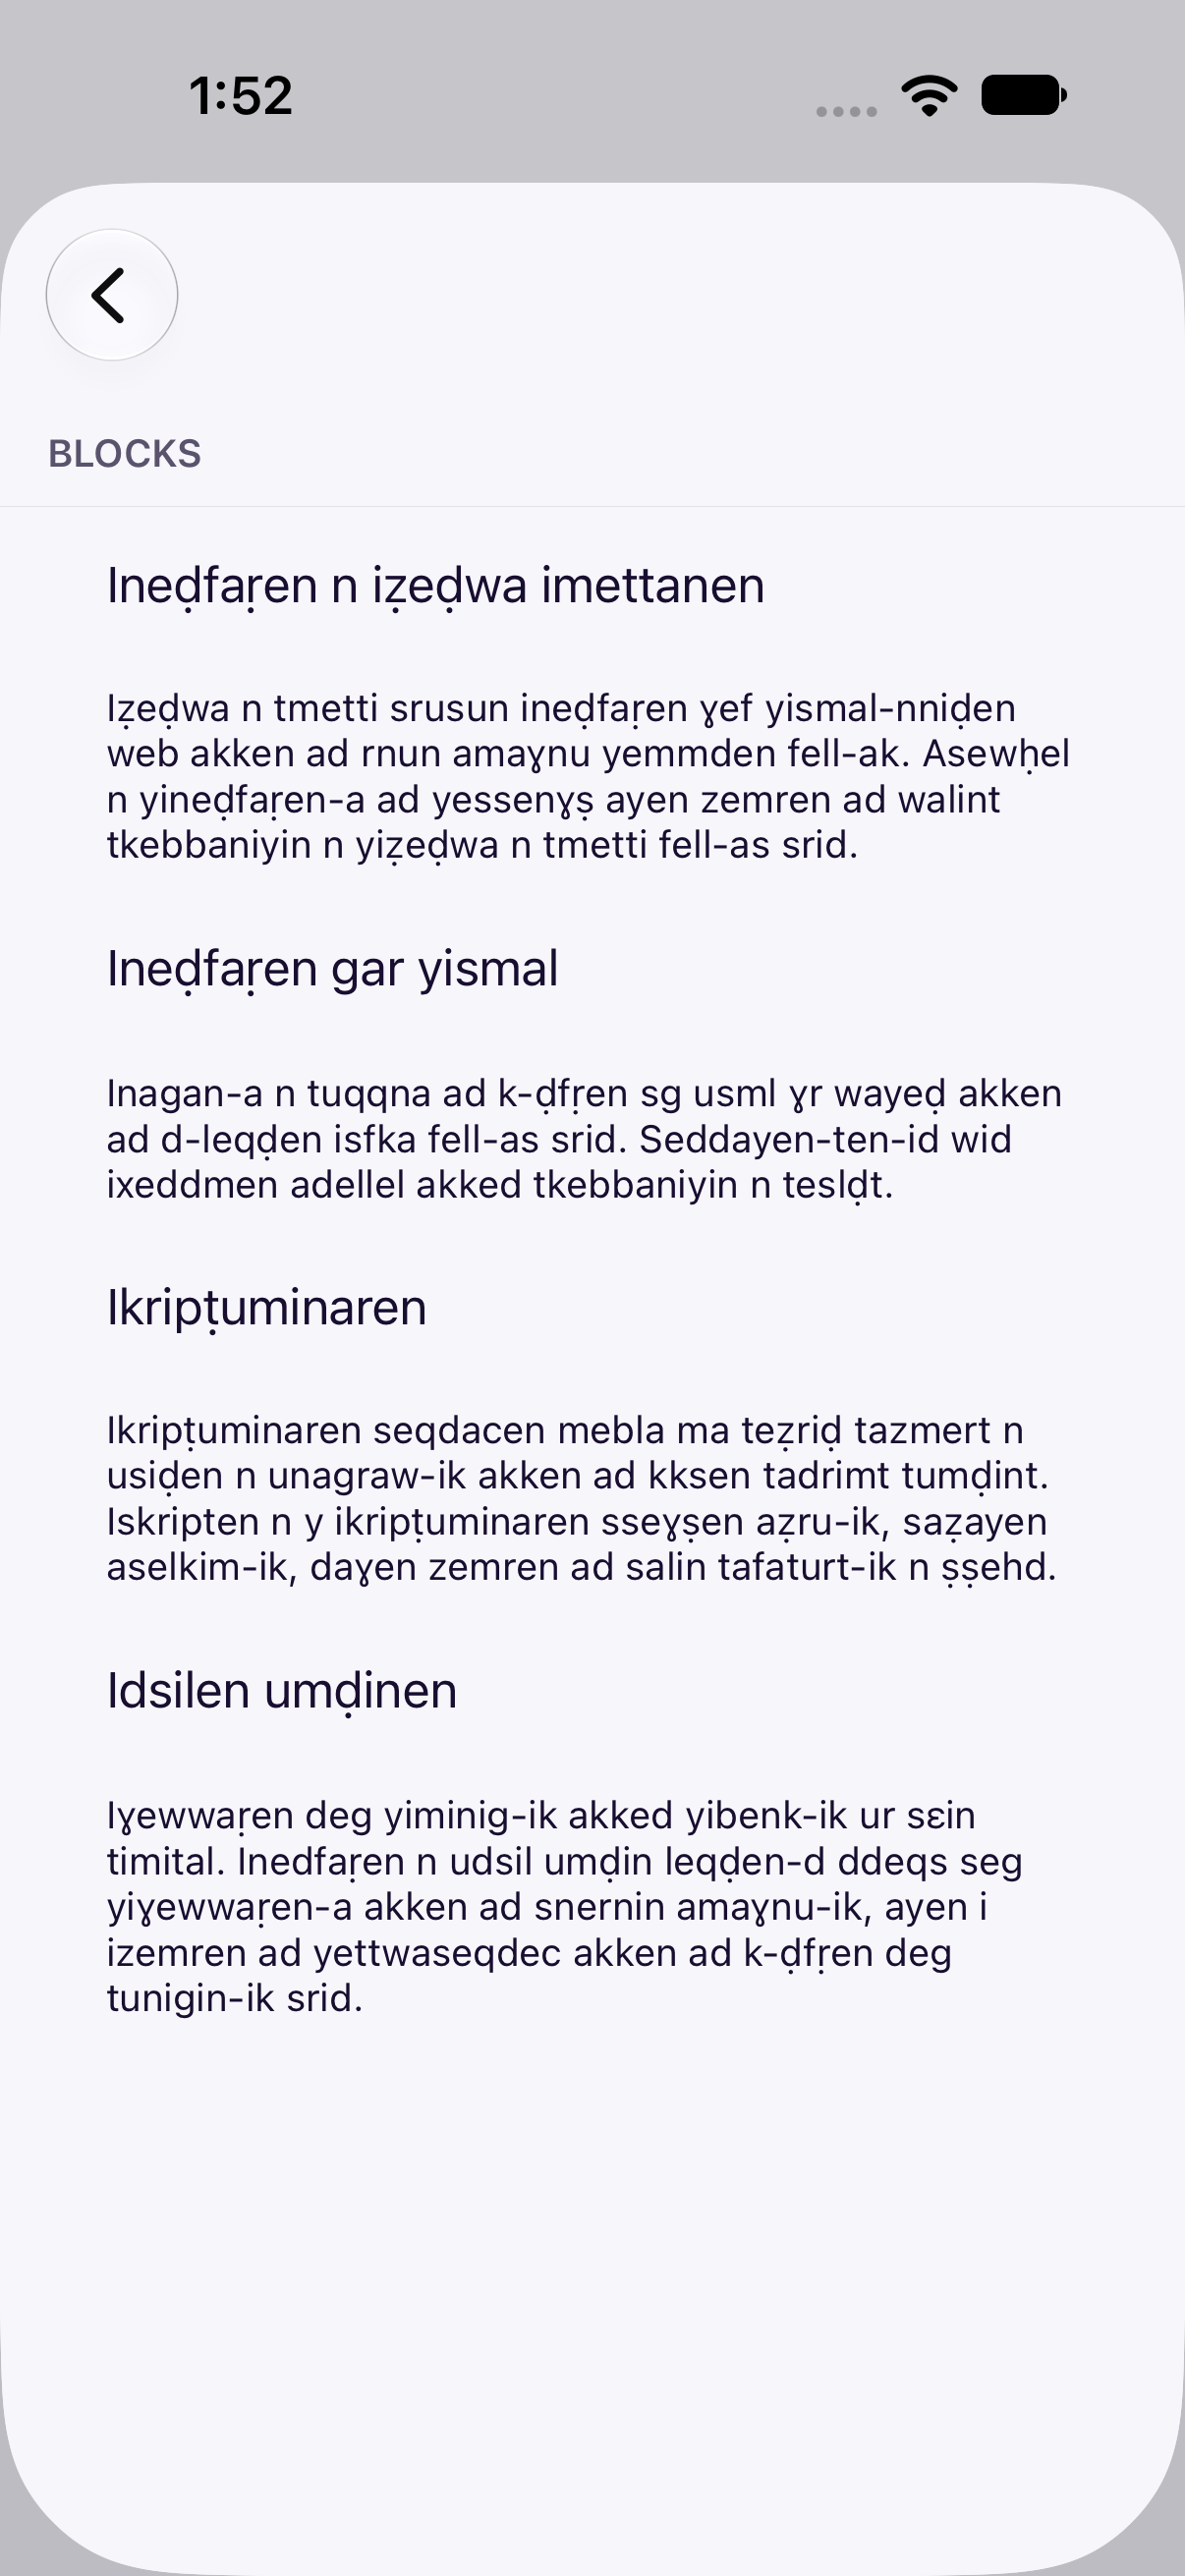 1:52
BLOCKS
Ineḍfaṛen n iẓeḍwa imettanen
Iẓeḍwa n tmetti srusun ineḍfaṛen ɣef yismal-nniḍen
web akken ad rnun amaɣnu yemmden fell-ak. Asewḥel
n yineḍfaṛen-a ad yessenɣṣ ayen zemren ad walint
tkebbaniyin n yiẓeḍwa n tmetti fell-as srid.
Ineḍfaṛen gar yismal
Inagan-a n tuqqna ad k-ḍfṛen sg usml ɣr wayeḍ akken
ad d-leqḍen isfka fell-as srid. Seddayen-ten-id wid
ixeddmen adellel akked tkebbaniyin n teslḍt.
Ikripṭuminaren
Ikripṭuminaren seqdacen mebla ma teẓriḍ tazmert n
usiḍen n unagraw-ik akken ad kksen tadrimt tumḍint.
Iskripten n y ikripṭuminaren sseɣṣen aẓru-ik, saẓayen
aselkim-ik, daɣen zemren ad salin tafaturt-ik n ṣṣehd.
Idsilen umḍinen
Iɣewwaṛen deg yiminig-ik akked yibenk-ik ur sɛin
timital. Inedfaṛen n udsil umḍin leqḍen-d ddeqs seg
yiɣewwaṛen-a akken ad snernin amaɣnu-ik, ayen i
izemren ad yettwaseqdec akken ad k-ḍfṛen deg
tunigin-ik srid.